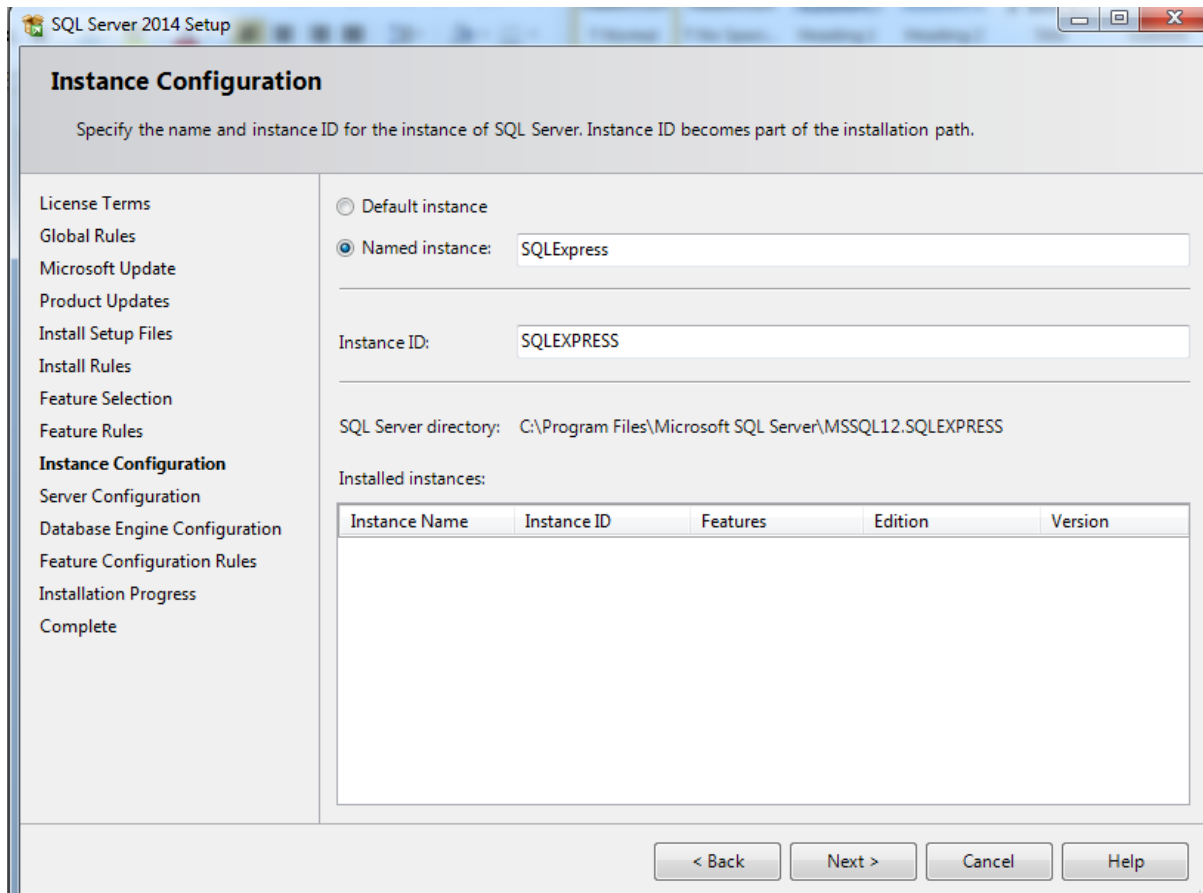 SQL Server 2014 Setup
Instance Configuration
Specify the name and instance ID for the instance of SQL Server. Instance ID becomes part of the installation path.
License Terms
Global Rules
Microsoft Update
Product Updates
Install Setup Files
Install Rules
Feature Selection
Feature Rules
Instance Configuration
Server Configuration
Database Engine Configuration
Feature Configuration Rules
Installation Progress
Complete
Default instance
Named instance: SQLExpress
Instance ID: SQLEXPRESS
SQL Server directory: C:\Program Files\Microsoft SQL Server\MSSQL12.SQLEXPRESS
Installed instances:
Instance Name Instance ID Features Edition Version
< Back Next > Cancel Help